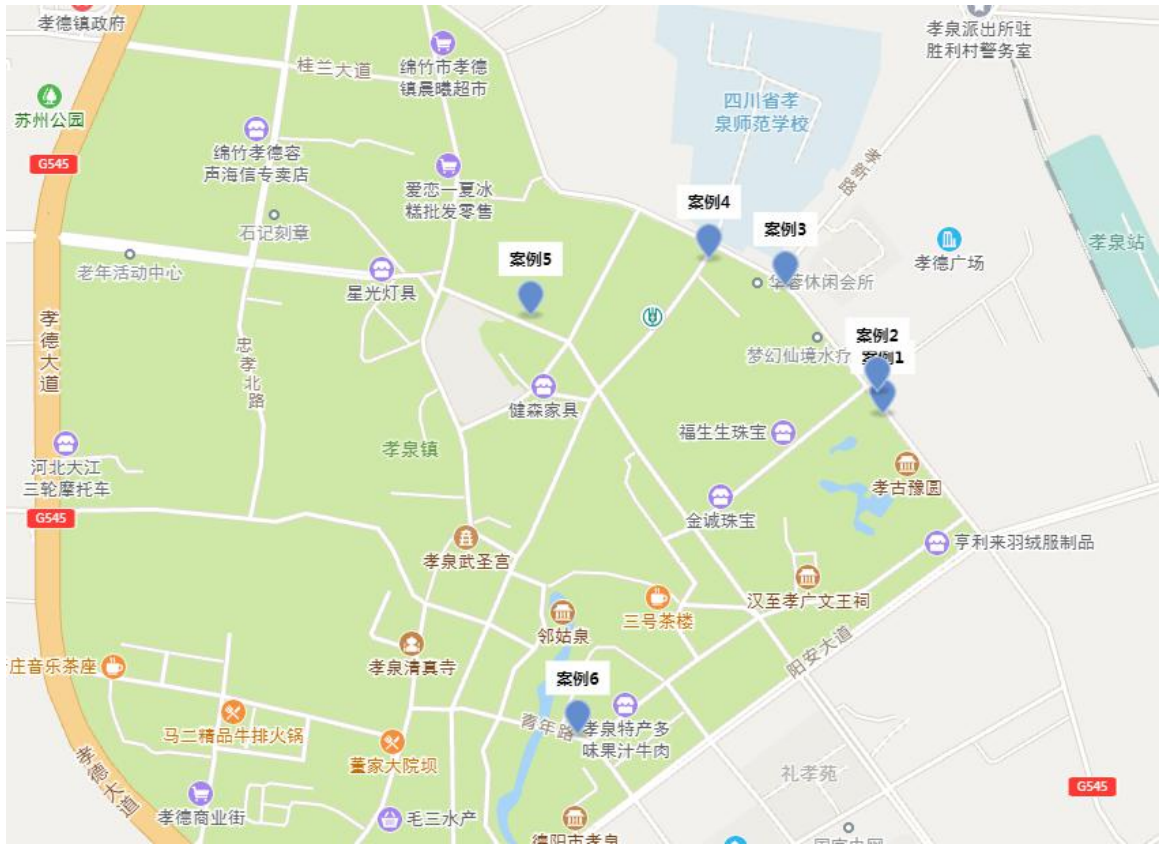 孝德镇政府
孝泉派出所驻
胜利村警务室
绵竹市孝德
镇晨曦超市
桂兰大道
四川省孝
泉师范学校
苏州公园
G545
绵竹孝德容
声海信专卖店
爱恋一夏冰
糕批发零售
孝新路
石记刻章
案例4
案例3
孝德广场
孝泉站
老年活动中心
星光灯具
案例5
华蓉休闲会所
孝德大道
忠孝北路
梦幻仙境水疗
案例2
案例1
健森家具
孝泉镇
福生生珠宝
河北大江
三轮摩托车
孝古豫圆
金诚珠宝
G545
亨利来羽绒服制品
孝泉武圣宫
汉至孝广文王祠
三号茶楼
邻姑泉
阳安大道
孝泉清真寺
庄音乐茶座
案例6
青年路
孝泉特产多
味果汁牛肉
马二精品牛排火锅
董家大院坝
礼孝苑
G545
孝德大道
孝德商业街
毛三水产
德阳市孝泉